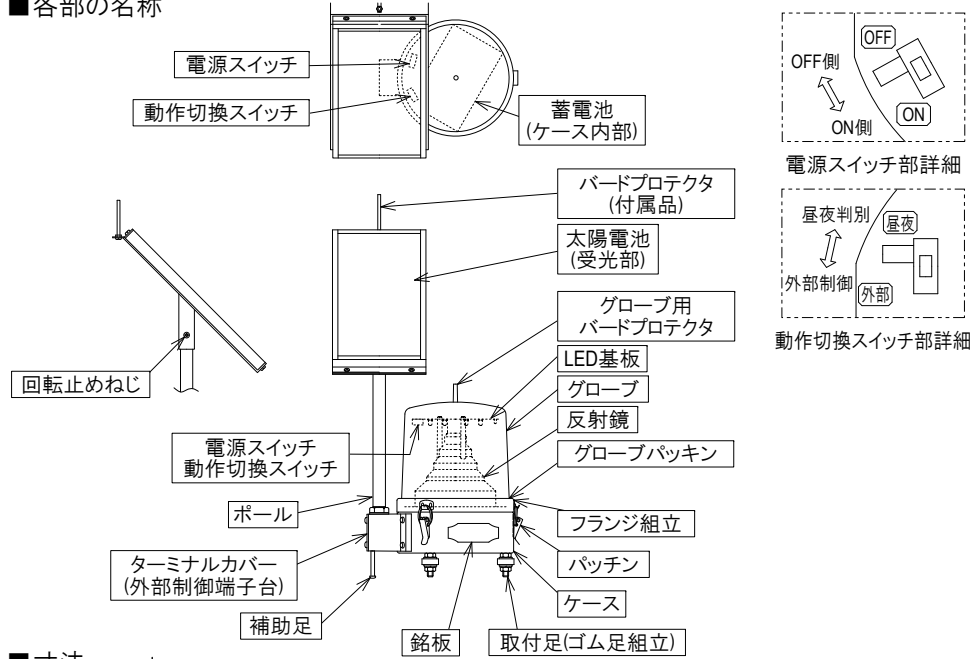 ■各部の名称
電源スイッチ
動作切換スイッチ
蓄電池
(ケース内部)
OFF
OFF側
ON側
ON
電源スイッチ部詳細
昼夜判別
昼夜
外部制御
外部
動作切換スイッチ部詳細
バードプロテクタ
(付属品)
太陽電池
(受光部)
グローブ用
バードプロテクタ
LED基板
グローブ
反射鏡
グローブパッキン
フランジ組立
パッチン
ケース
取付足(ゴム足組立)
銘板
回転止めねじ
電源スイッチ
動作切換スイッチ
ポール
ターミナルカバー
(外部制御端子台)
補助足